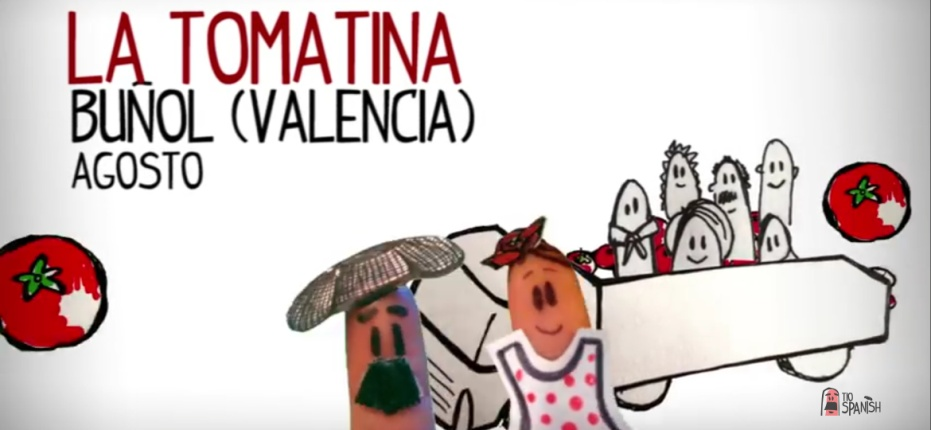 LA TOMATINA
BUÑOL (VALENCIA)
AGOSTO
TIO
SPANISH